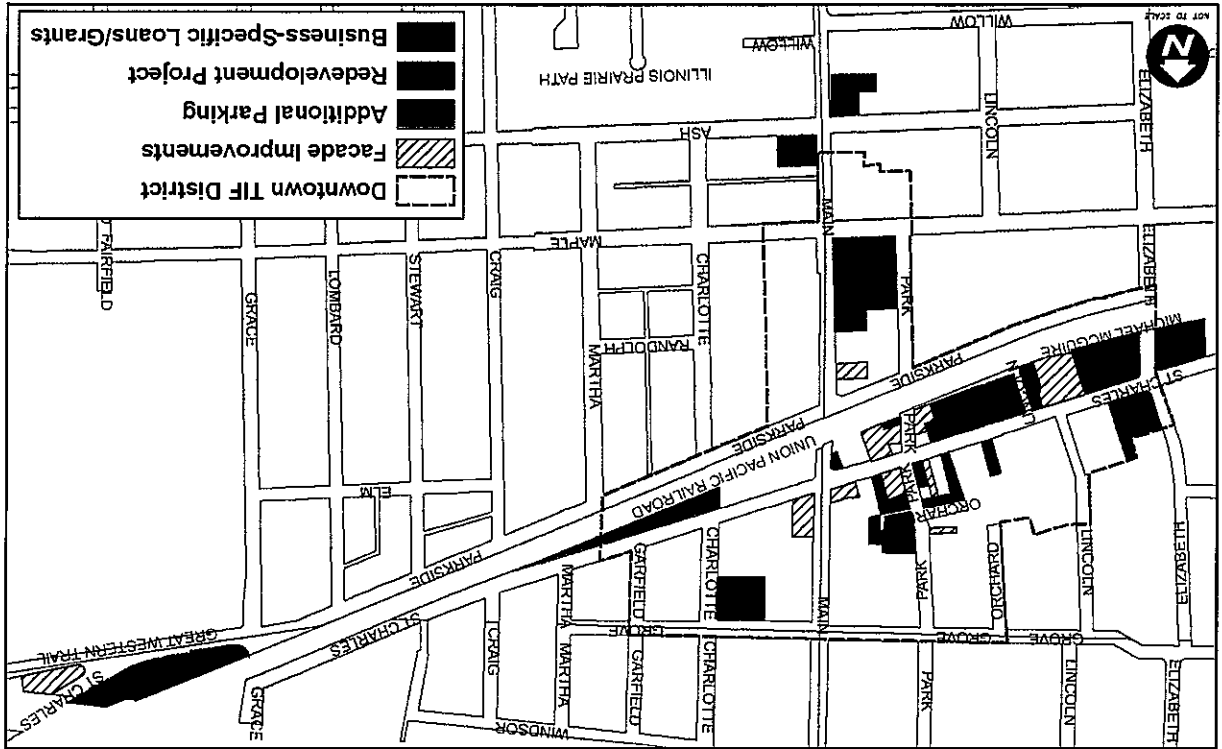 WINDSOR
ST CHARLES
GREAT WESTERN TRAIL
GRACE
ST CHARLES
CRAIG
MARTHA
GARFIELD
CHARLOTTE
PARK
LINCOLN
ELIZABETH
GROVE
GROVE
GROVE
MARTHA
GARFIELD
CHARLOTTE
MAIN
PARK
ORCHARD
LINCOLN
ELIZABETH
PARKSIDE
ELM
UNION PACIFIC RAILROAD
PARKSIDE
ORCHAR
PARK
PARK
ST CHARLES
MICHAEL MCGUIRE
PARKSIDE
MARTHA
RANDOLPH
CHARLOTTE
GRACE
LOMBARD
STEWART
CRAIG
MAPLE
PARK
MAIN
ELIZABETH
FAIRFIELD
ASH
LINCOLN
ELIZABETH
ILLINOIS PRAIRIE PATH
WILLOW
WILLOW
Downtown TIF District
Facade Improvements
Additional Parking
Redevelopment Project
Business-Specific Loans/Grants
N
NOT TO SCALE